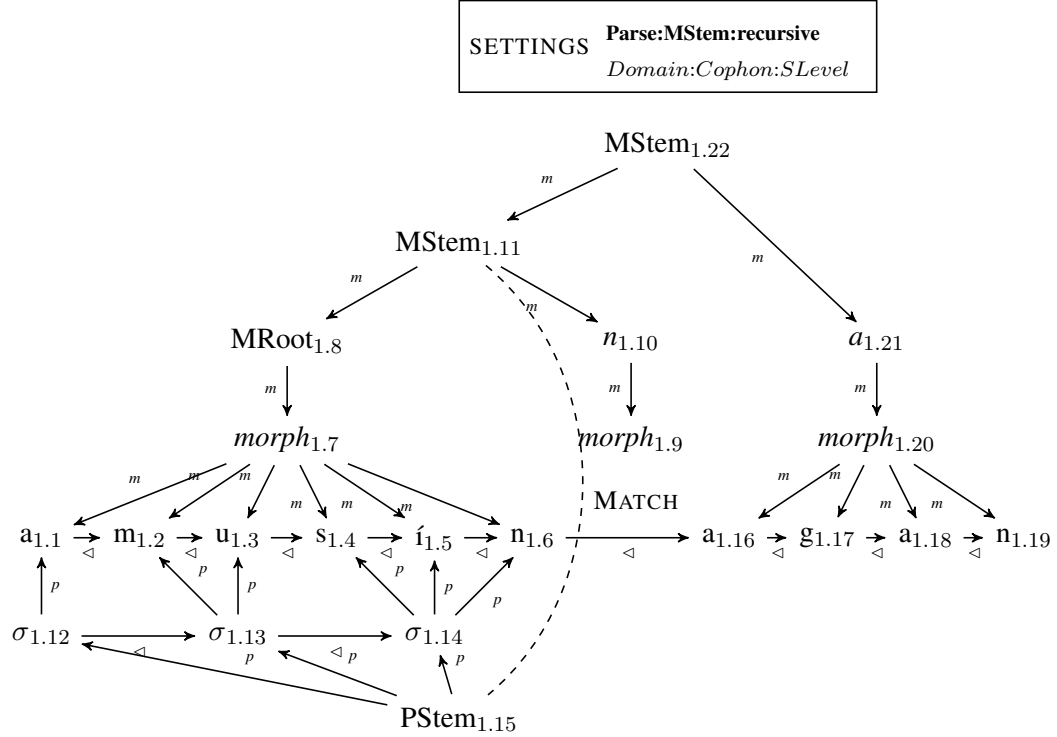 SETTINGS
Parse:MStem:recursive
Domain:Cophon:SLevel
MStem1.22
m
MStem1.11
m m
m
MRoot1.8 n1.10 a1.21
m m m
morph1.7 morph1.9 morph1.20
m m m m m m m m m m
MATCH
a1.1 m1.2 u1.3 s1.4 í1.5 n1.6 a1.16 g1.17 a1.18 n1.19
◁ ◁ ◁ ◁ ◁ ◁ ◁ ◁ ◁
p p p p p p
σ1.12 σ1.13 σ1.14
◁ ◁
p p p
PStem1.15